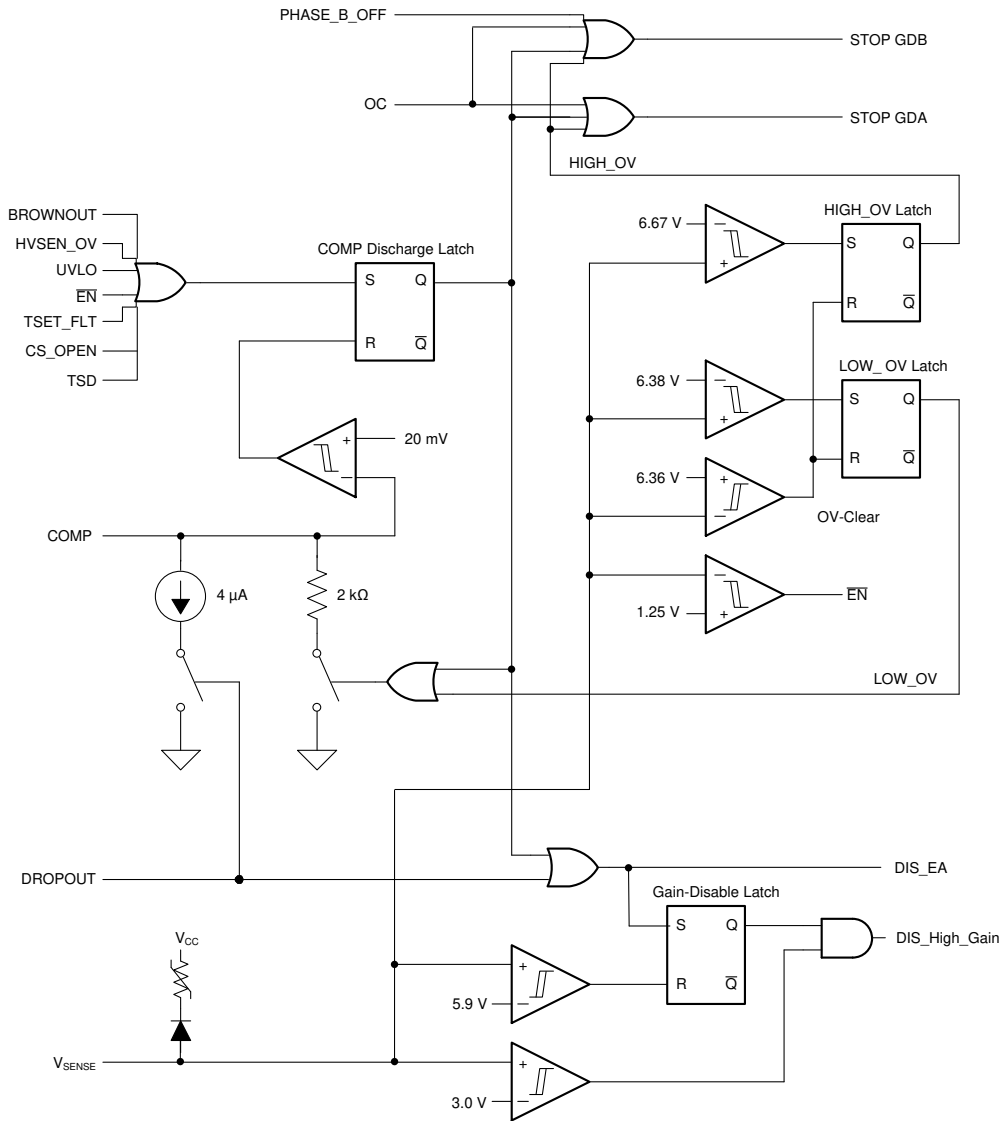 PHASE_B_OFF
STOP GDB
OC
STOP GDA
HIGH_OV
BROWNOUT
HVSEN_OV
UVLO
EN
TSET_FLT
CS_OPEN
TSD
COMP Discharge Latch
S Q
R Q
6.67 V
−
+
HIGH_OV Latch
S Q
R Q
6.38 V
−
+
LOW_ OV Latch
S Q
R Q
+
−
20 mV
6.36 V
+
−
OV-Clear
COMP
4 µA
2 kΩ
−
+
1.25 V
EN
LOW_OV
DROPOUT
DIS_EA
Gain-Disable Latch
S Q
R Q
DIS_High_Gain
VCC
+
−
5.9 V
VSENSE
+
−
3.0 V